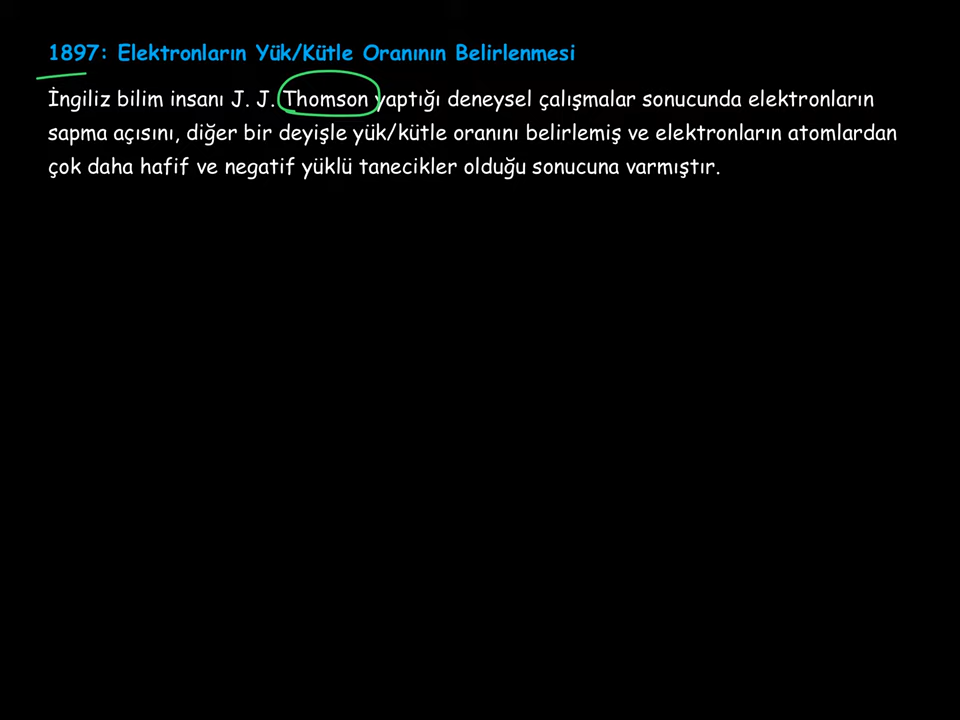 1897: Elektronların Yük/Kütle Oranının Belirlenmesi
İngiliz bilim insanı J. J. Thomson yaptığı deneysel çalışmalar sonucunda elektronların
sapma açısını, diğer bir deyişle yük/kütle oranını belirlemiş ve elektronların atomlardan
çok daha hafif ve negatif yüklü tanecikler olduğu sonucuna varmıştır.